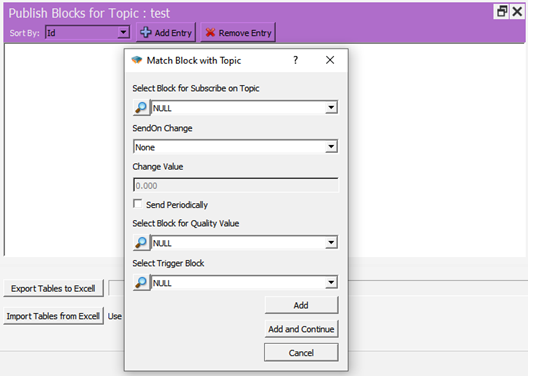 Publish Blocks for Topic : test
Sort By: Id Add Entry Remove Entry
Match Block with Topic ?
Select Block for Subscribe on Topic
NULL
SendOn Change
None
Change Value
0.000
Send Periodically
Select Block for Quality Value
NULL
Select Trigger Block
NULL
Export Tables to Excell
Add
Import Tables from Excell Use
Add and Continue
Cancel